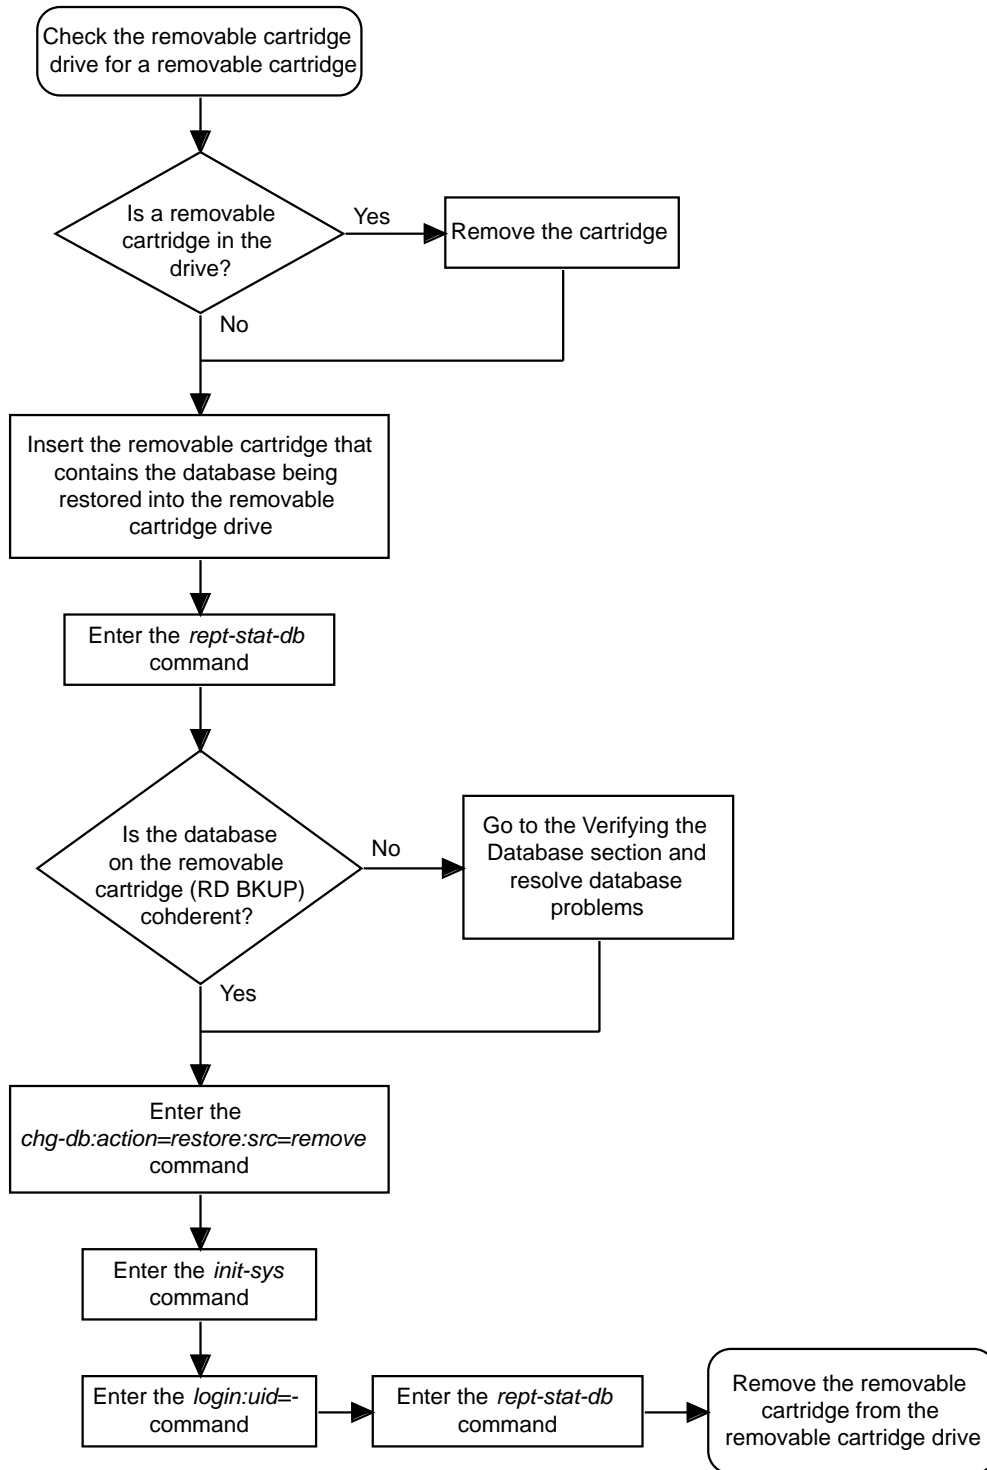 Check the removable cartridge
drive for a removable cartridge
Is a removable
cartridge in the
drive?
Yes
Remove the cartridge
No
Insert the removable cartridge that
contains the database being
restored into the removable
cartridge drive
Enter the rept-stat-db
command
Is the database
on the removable
cartridge (RD BKUP)
cohderent?
No
Go to the Verifying the
Database section and
resolve database
problems
Yes
Enter the
chg-db:action=restore:src=remove
command
Enter the init-sys
command
Enter the login:uid=-
command
Enter the rept-stat-db
command
Remove the removable
cartridge from the
removable cartridge drive